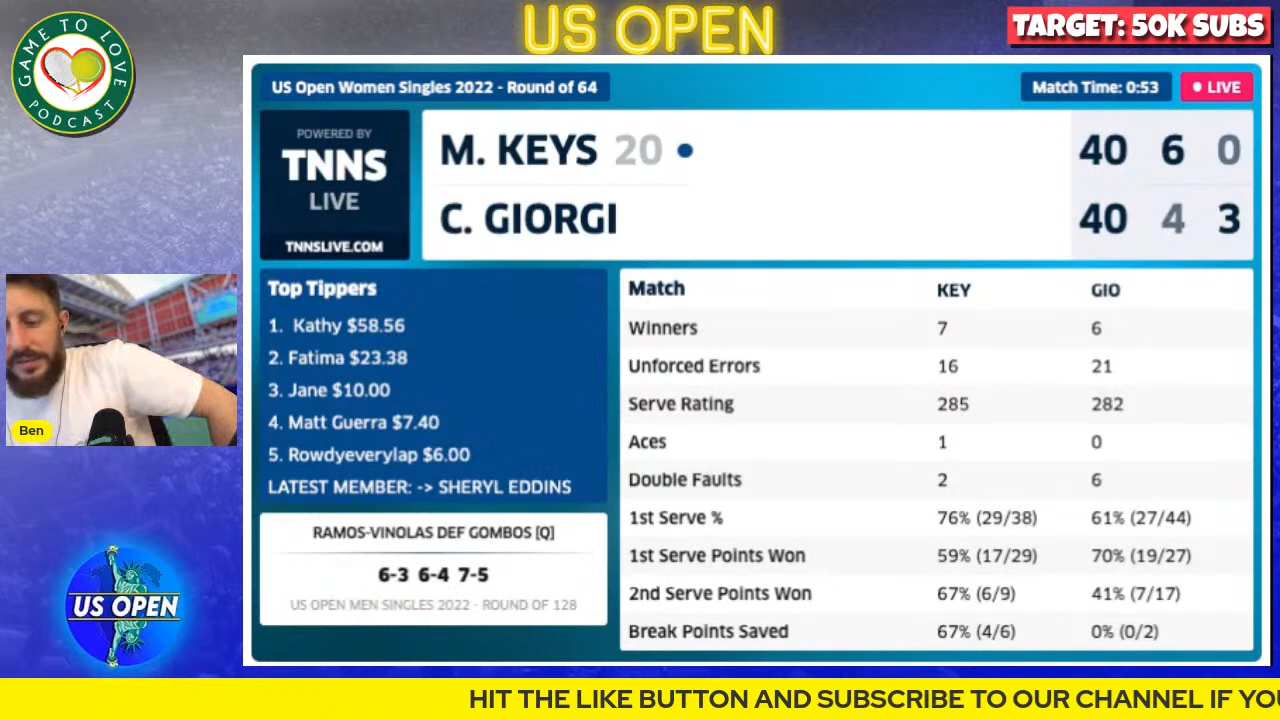 GAME TO LOVE
PODCAST
US OPEN
TARGET: 50K SUBS
US Open Women Singles 2022 - Round of 64
Match Time: 0:53
LIVE
POWERED BY
TNNS
LIVE
TNNSLIVE.COM
M. KEYS 20 40 6 0
C. GIORGI 40 4 3
Top Tippers
1. Kathy $58.56
2. Fatima $23.38
3. Jane $10.00
4. Matt Guerra $7.40
5. Rowdyeverylap $6.00
LATEST MEMBER: -> SHERYL EDDINS
RAMOS-VINOLAS DEF GOMBOS [Q]
6-3 6-4 7-5
US OPEN MEN SINGLES 2022 - ROUND OF 128
Match KEY GIO
Winners 7 6
Unforced Errors 16 21
Serve Rating 285 282
Aces 1 0
Double Faults 2 6
1st Serve % 76% (29/38) 61% (27/44)
1st Serve Points Won 59% (17/29) 70% (19/27)
2nd Serve Points Won 67% (6/9) 41% (7/17)
Break Points Saved 67% (4/6) 0% (0/2)
Ben
US OPEN
HIT THE LIKE BUTTON AND SUBSCRIBE TO OUR CHANNEL IF YO